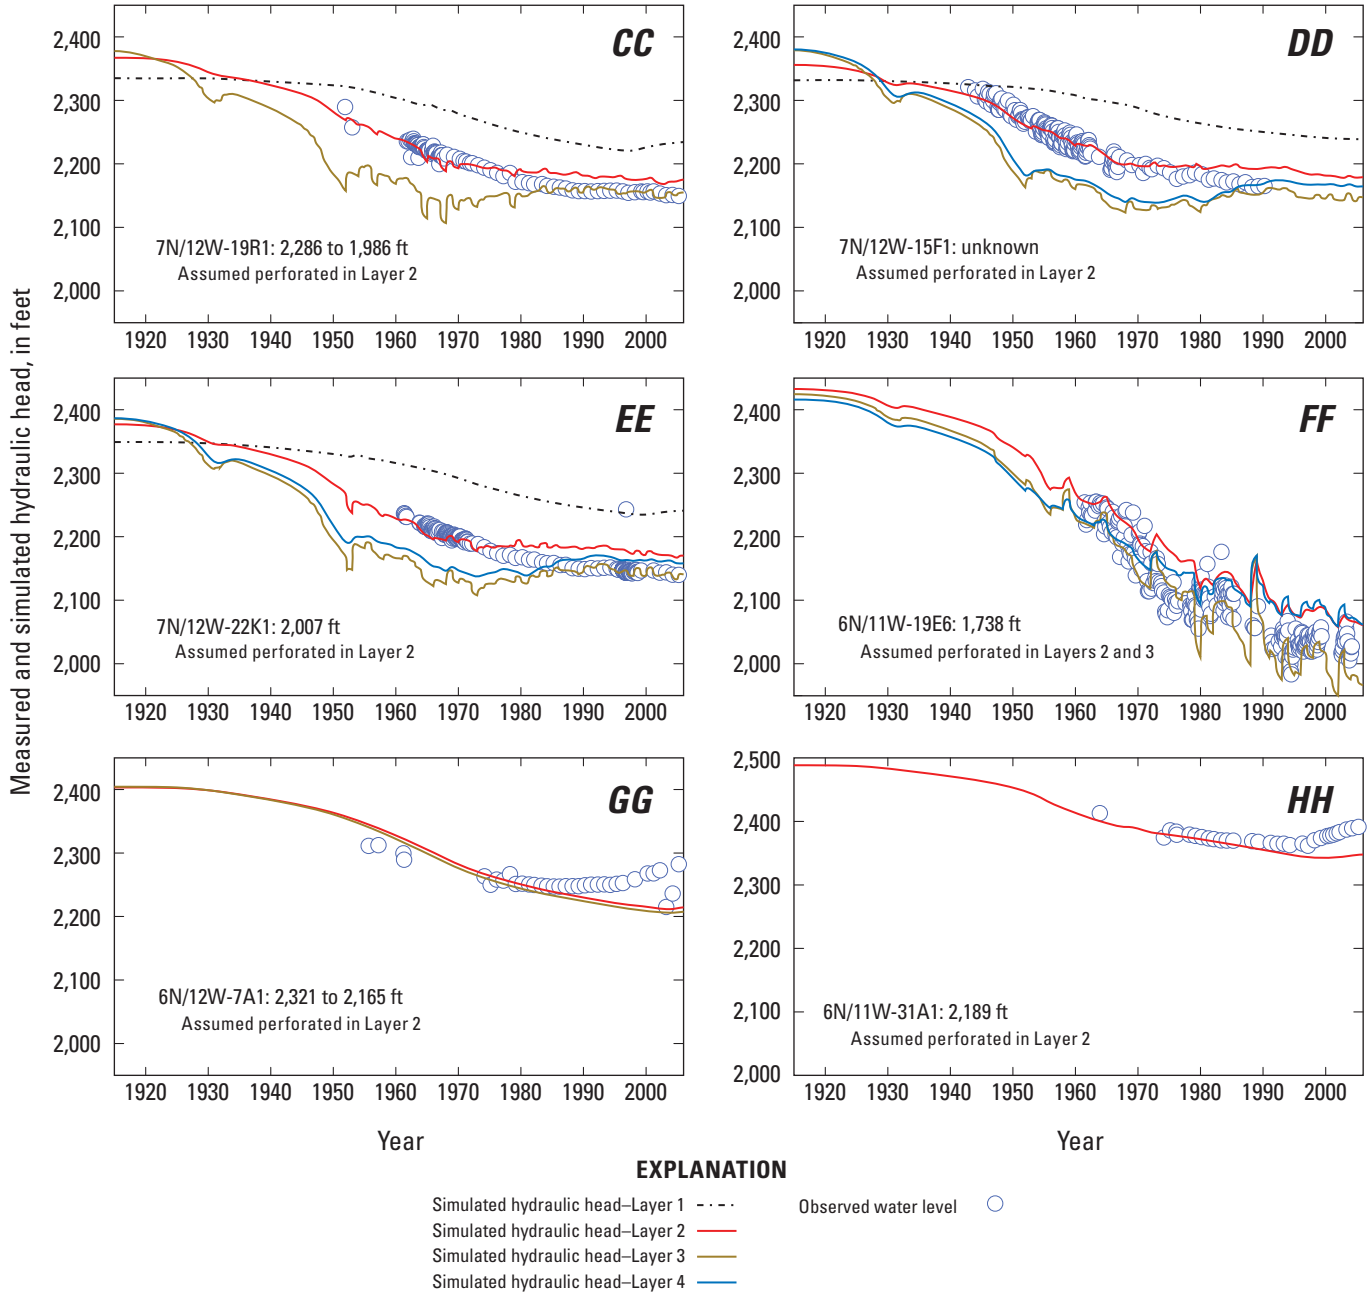 Measured and simulated hydraulic head, in feet
2,400
2,300
2,200
2,100
2,000
CC
7N/12W-19R1: 2,286 to 1,986 ft
Assumed perforated in Layer 2
1920 1930 1940 1950 1960 1970 1980 1990 2000
2,400
2,300
2,200
2,100
2,000
DD
7N/12W-15F1: unknown
Assumed perforated in Layer 2
1920 1930 1940 1950 1960 1970 1980 1990 2000
2,400
2,300
2,200
2,100
2,000
EE
7N/12W-22K1: 2,007 ft
Assumed perforated in Layer 2
1920 1930 1940 1950 1960 1970 1980 1990 2000
2,400
2,300
2,200
2,100
2,000
FF
6N/11W-19E6: 1,738 ft
Assumed perforated in Layers 2 and 3
1920 1930 1940 1950 1960 1970 1980 1990 2000
2,400
2,300
2,200
2,100
2,000
GG
6N/12W-7A1: 2,321 to 2,165 ft
Assumed perforated in Layer 2
1920 1930 1940 1950 1960 1970 1980 1990 2000
Year
2,500
2,400
2,300
2,200
2,100
2,000
HH
6N/11W-31A1: 2,189 ft
Assumed perforated in Layer 2
1920 1930 1940 1950 1960 1970 1980 1990 2000
Year
EXPLANATION
Simulated hydraulic head–Layer 1
Simulated hydraulic head–Layer 2
Simulated hydraulic head–Layer 3
Simulated hydraulic head–Layer 4
Observed water level